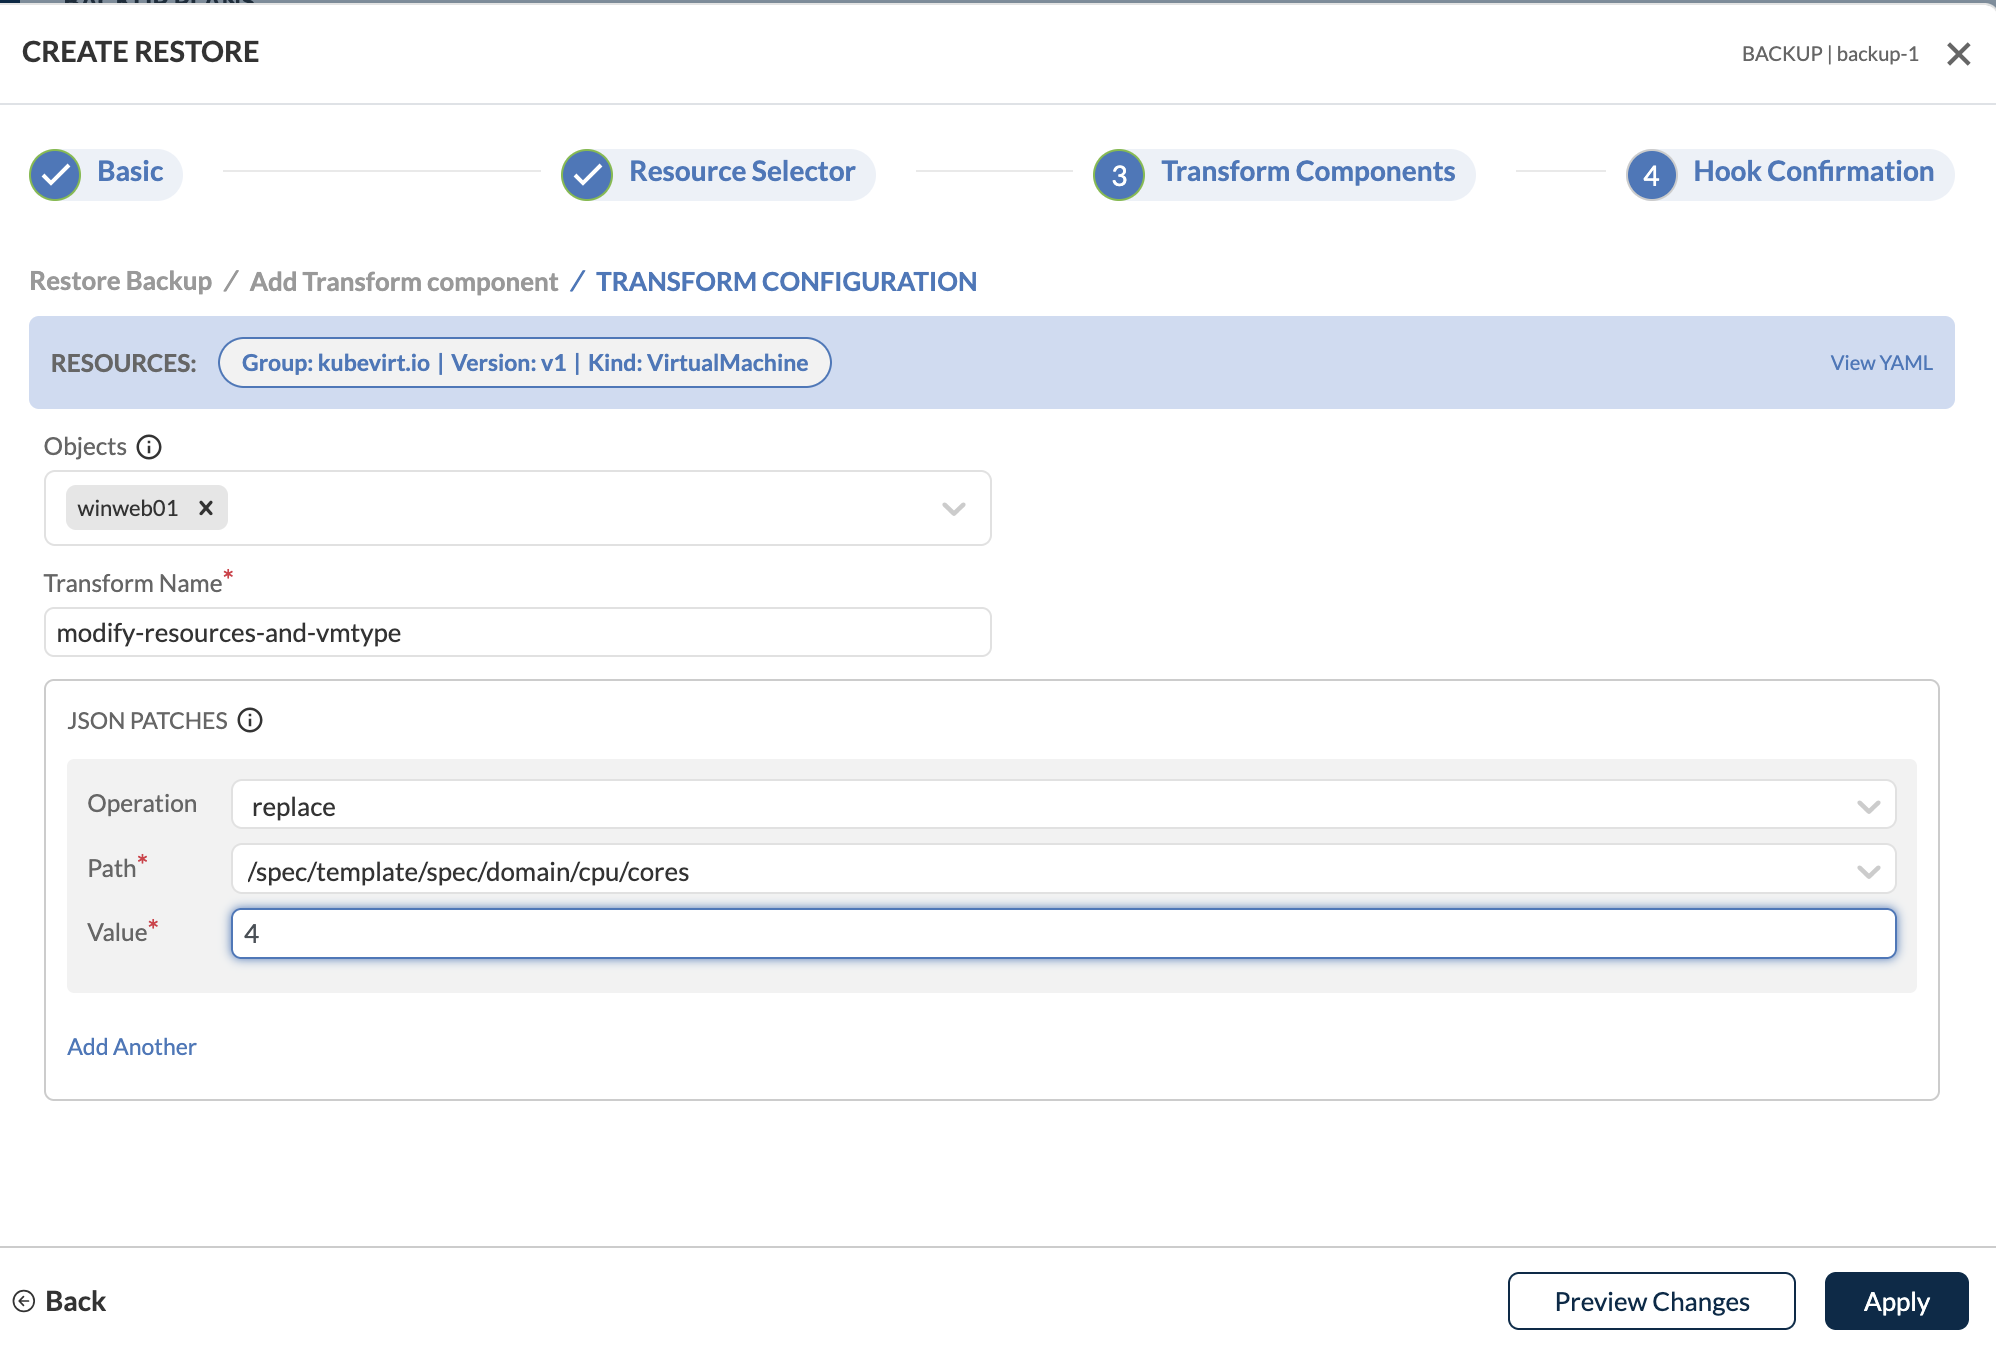 CREATE RESTORE
BACKUP | backup-1
Basic
Resource Selector
3 Transform Components
4 Hook Confirmation
Restore Backup / Add Transform component / TRANSFORM CONFIGURATION
RESOURCES: Group: kubevirt.io | Version: v1 | Kind: VirtualMachine
View YAML
Objects
winweb01
Transform Name*
modify-resources-and-vmtype
JSON PATCHES
Operation replace
Path* /spec/template/spec/domain/cpu/cores
Value* 4
Add Another
Back
Preview Changes
Apply